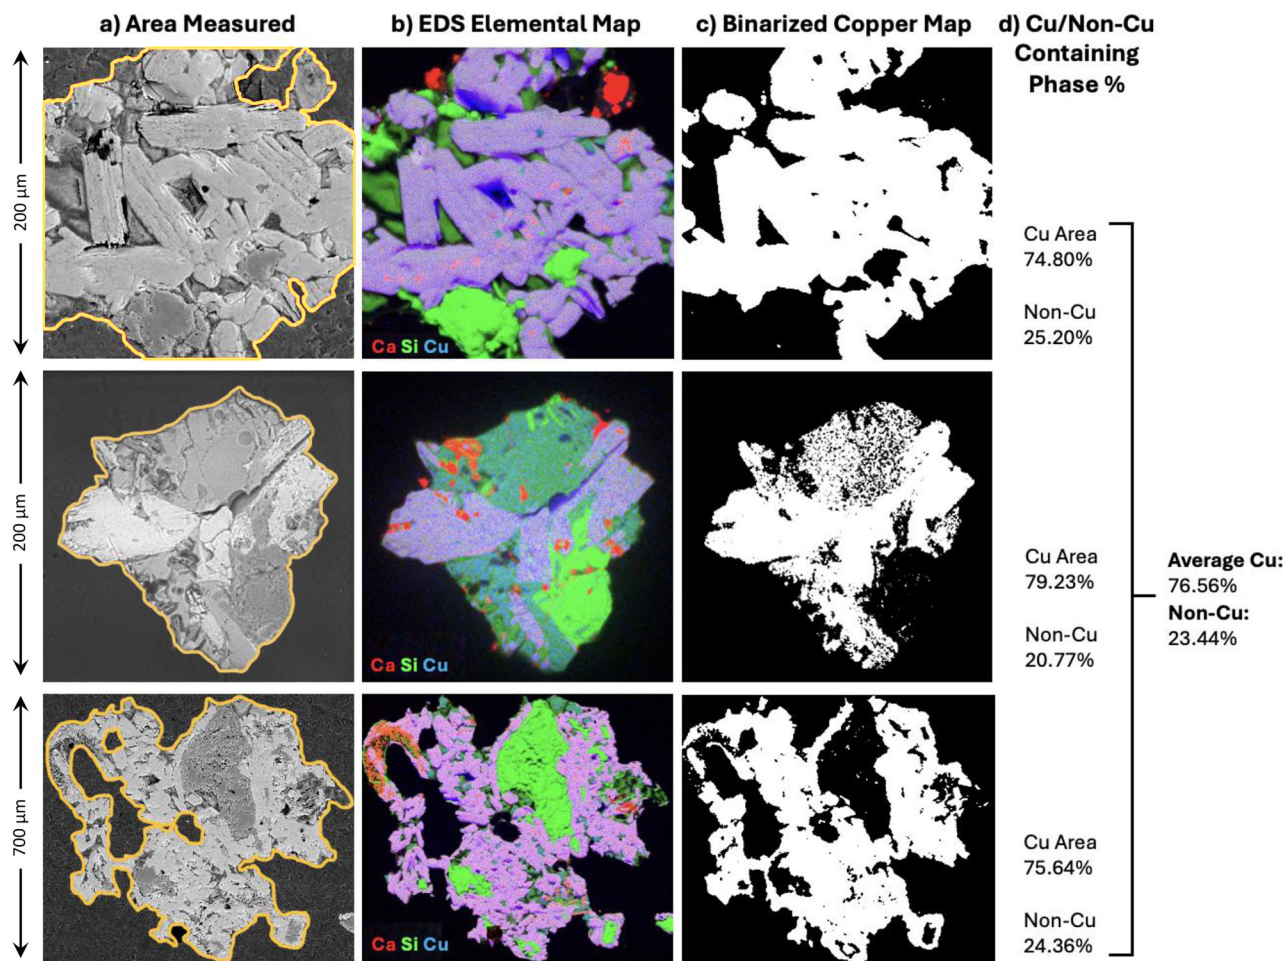 a) Area Measured
b) EDS Elemental Map
c) Binarized Copper Map
d) Cu/Non-Cu
Containing
Phase %
200 µm
Ca Si Cu
Cu Area
74.80%
Non-Cu
25.20%
200 µm
Ca Si Cu
Cu Area
79.23%
Non-Cu
20.77%
700 µm
Ca Si Cu
Cu Area
75.64%
Non-Cu
24.36%
Average Cu:
76.56%
Non-Cu:
23.44%